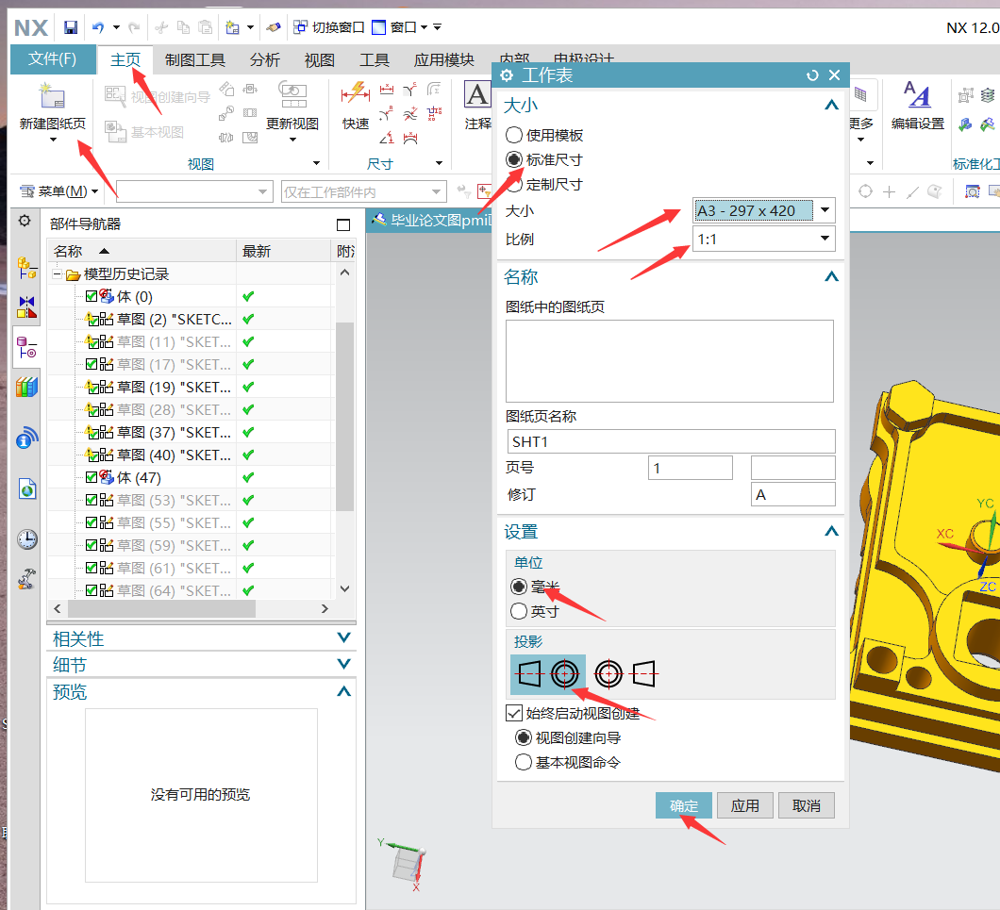 NX
切换窗口
窗口
NX 12.0
文件(F)
主页
制图工具
分析
视图
工具
应用模块
内部
电极设计
新建图纸页
视图创建向导
基本视图
更新视图
快速
A
注释
更多
A
A
编辑设置
视图
尺寸
标准化工
菜单(M)
仅在工作部件内
部件导航器
毕业论文图pmi
名称
最新
附注
模型历史记录
体 (0)
草图 (2) "SKETC...
草图 (11) "SKET...
草图 (17) "SKET...
草图 (19) "SKET...
草图 (28) "SKET...
草图 (37) "SKET...
草图 (40) "SKET...
体 (47)
草图 (53) "SKET...
草图 (55) "SKET...
草图 (59) "SKET...
草图 (61) "SKET...
草图 (64) "SKET...
相关性
细节
预览
没有可用的预览
工作表
大小
使用模板
标准尺寸
定制尺寸
大小
A3 - 297 x 420
比例
1:1
名称
图纸中的图纸页
图纸页名称
SHT1
页号
1
修订
A
设置
单位
毫米
英寸
投影
始终启动视图创建
视图创建向导
基本视图命令
确定
应用
取消
YC
XC
ZC
Y
X